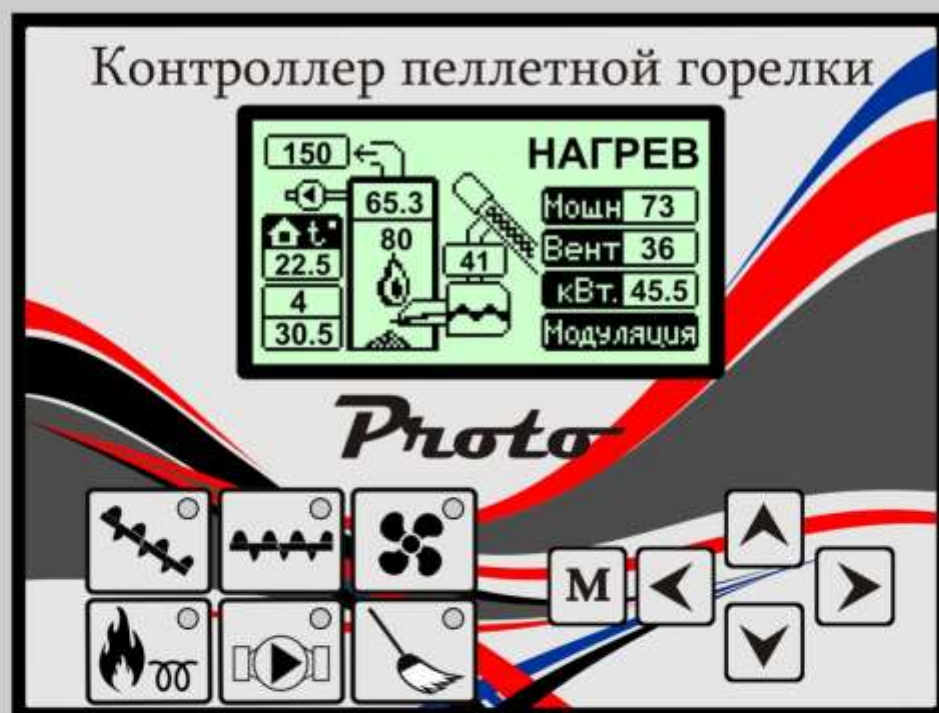 Контроллер пеллетной горелки
150
НАГРЕВ
65.3
Мощн 73
t°
80
Вент 36
22.5
41
кВт. 45.5
4
30.5
Модуляция
Proto
М